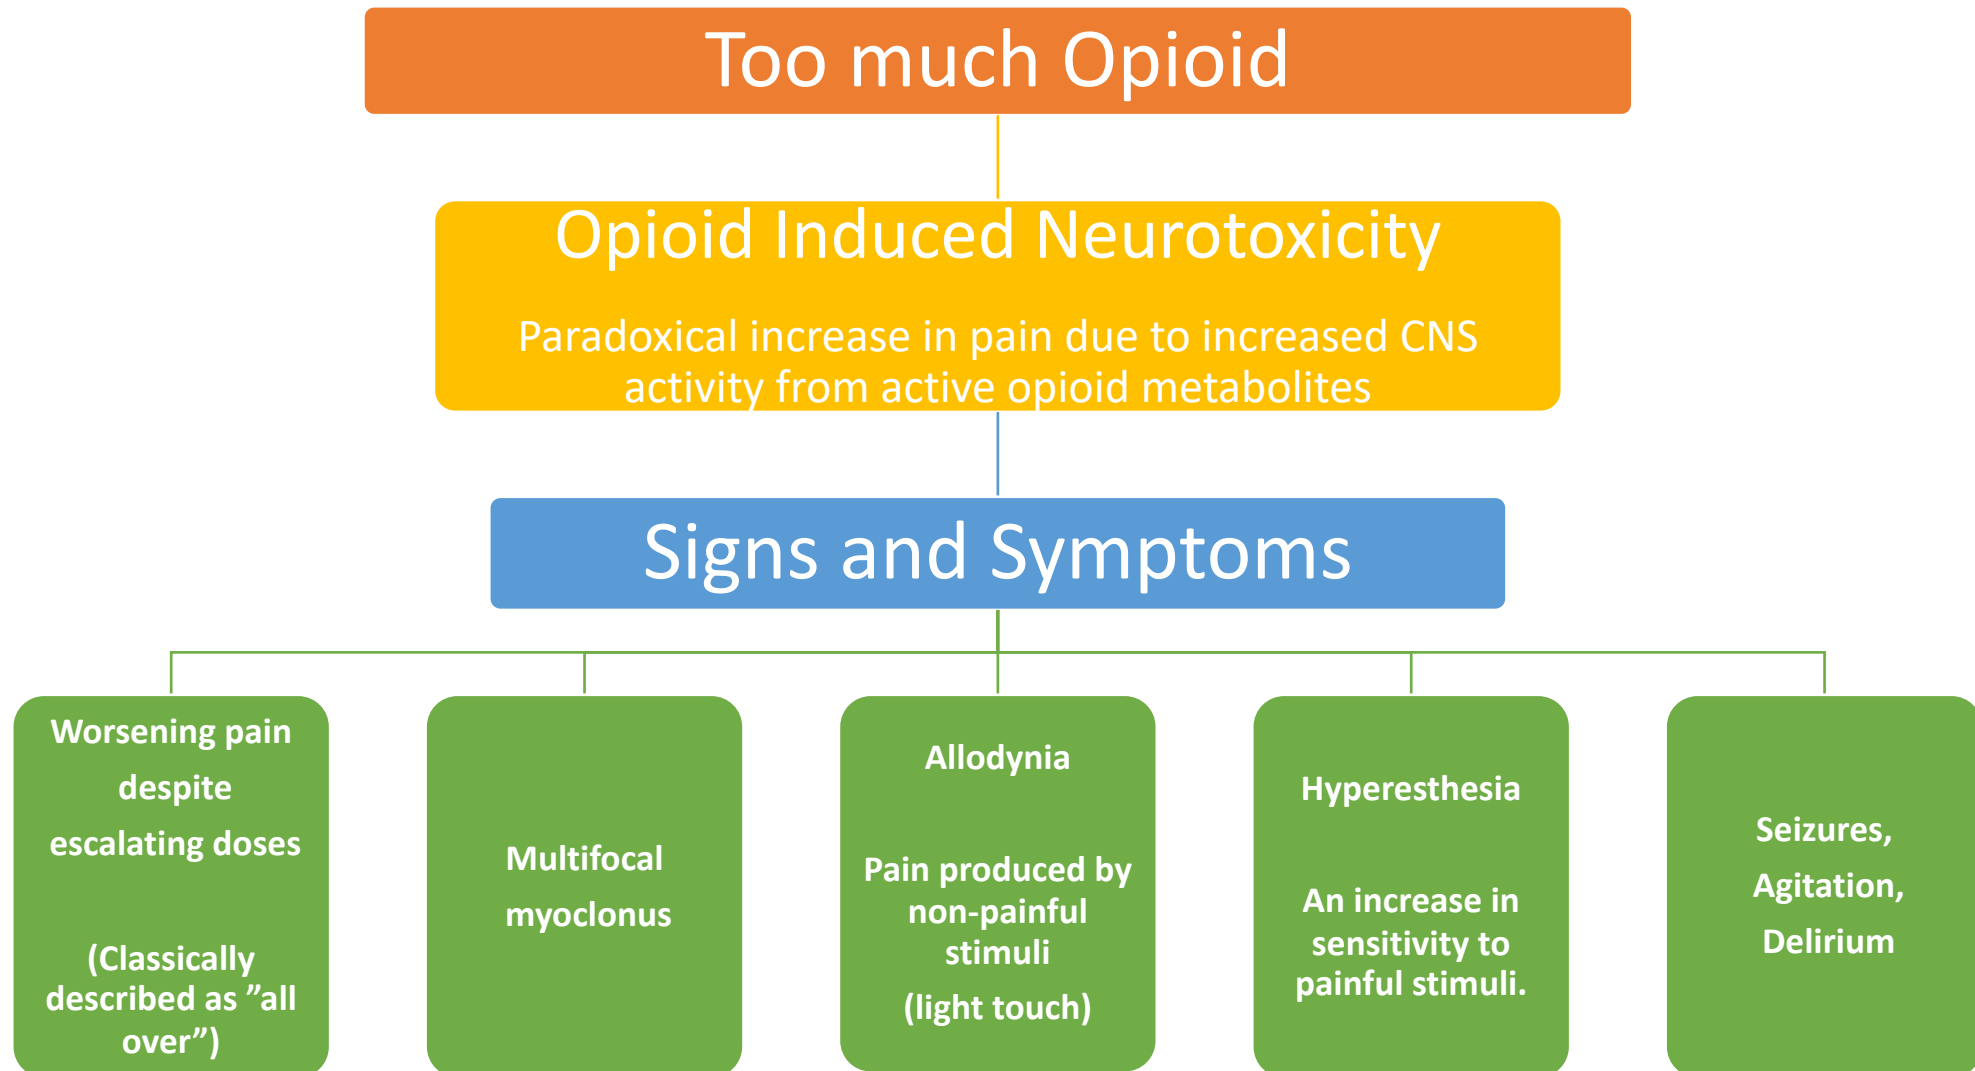 Too much Opioid
Opioid Induced Neurotoxicity
Paradoxical increase in pain due to increased CNS
activity from active opioid metabolites
Signs and Symptoms
Worsening pain
despite
escalating doses
(Classically
described as ”all
over”)
Multifocal
myoclonus
Allodynia
Pain produced by
non-painful
stimuli
(light touch)
Hyperesthesia
An increase in
sensitivity to
painful stimuli.
Seizures,
Agitation,
Delirium